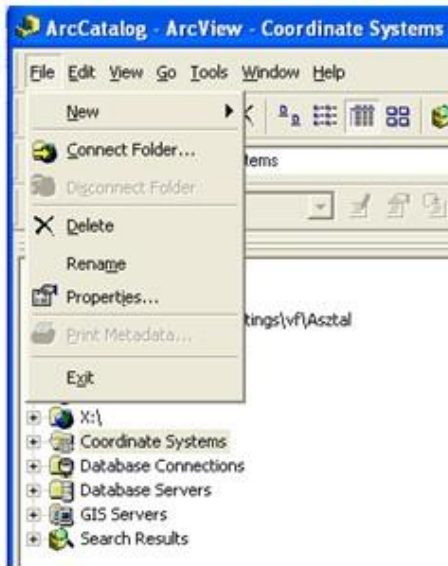 ArcCatalog - ArcView - Coordinate Systems
File Edit View Go Tools Window Help
New
Connect Folder...
tems
Disconnect Folder
Delete
Rename
Properties...
tings\vf\Asztal
Print Metadata...
Exit
X:\
Coordinate Systems
Database Connections
Database Servers
GIS Servers
Search Results